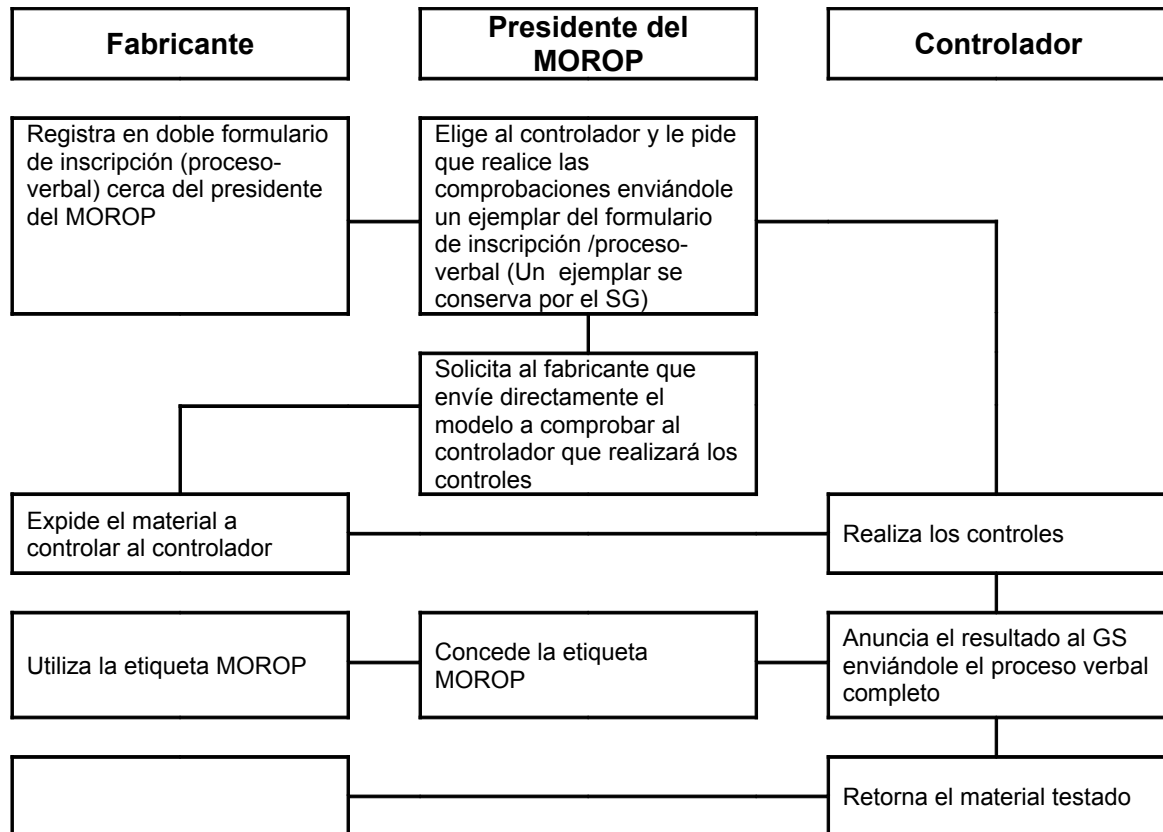 Fabricante
Presidente del
MOROP
Controlador
Registra en doble formulario
de inscripción (proceso-
verbal) cerca del presidente
del MOROP
Elige al controlador y le pide
que realice las
comprobaciones enviándole
un ejemplar del formulario
de inscripción /proceso-
verbal (Un  ejemplar se
conserva por el SG)
Solicita al fabricante que
envíe directamente el
modelo a comprobar al
controlador que realizará los
controles
Expide el material a
controlar al controlador
Realiza los controles
Utiliza la etiqueta MOROP
Concede la etiqueta
MOROP
Anuncia el resultado al GS
enviándole el proceso verbal
completo
Retorna el material testado